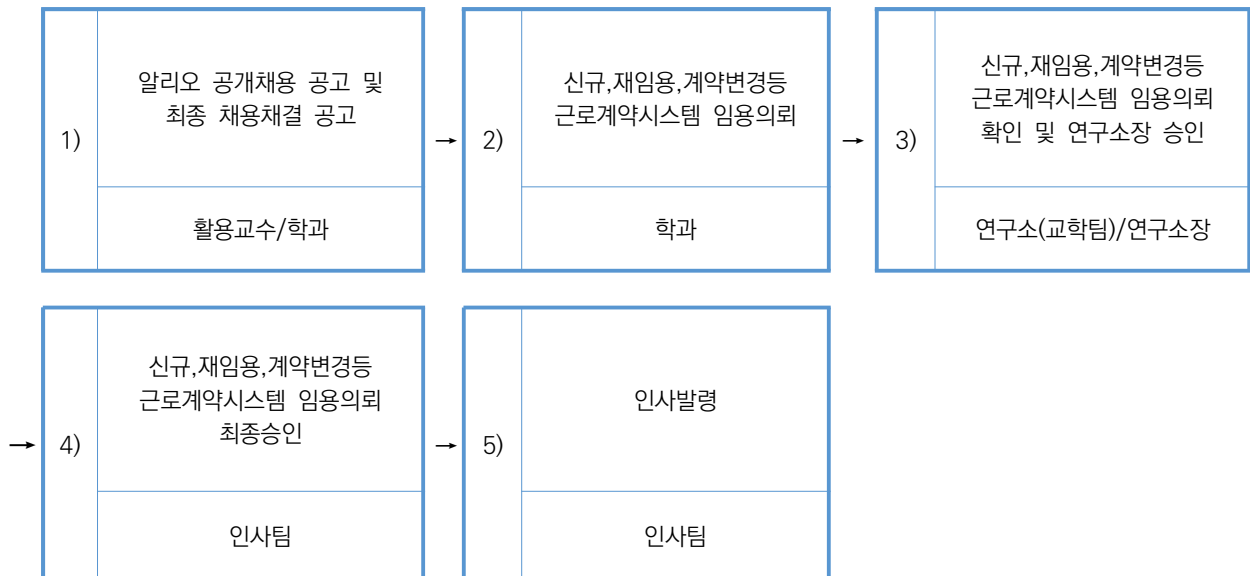 1)
알리오 공개채용 공고 및
최종 채용채결 공고
활용교수/학과
→
2)
신규,재임용,계약변경등
근로계약시스템 임용의뢰
학과
→
3)
신규,재임용,계약변경등
근로계약시스템 임용의뢰
확인 및 연구소장 승인
연구소(교학팀)/연구소장
→
4)
신규,재임용,계약변경등
근로계약시스템 임용의뢰
최종승인
인사팀
→
5)
인사발령
인사팀